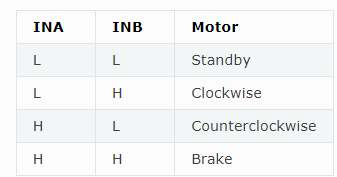 INA INB Motor
L L Standby
L H Clockwise
H L Counterclockwise
H H Brake